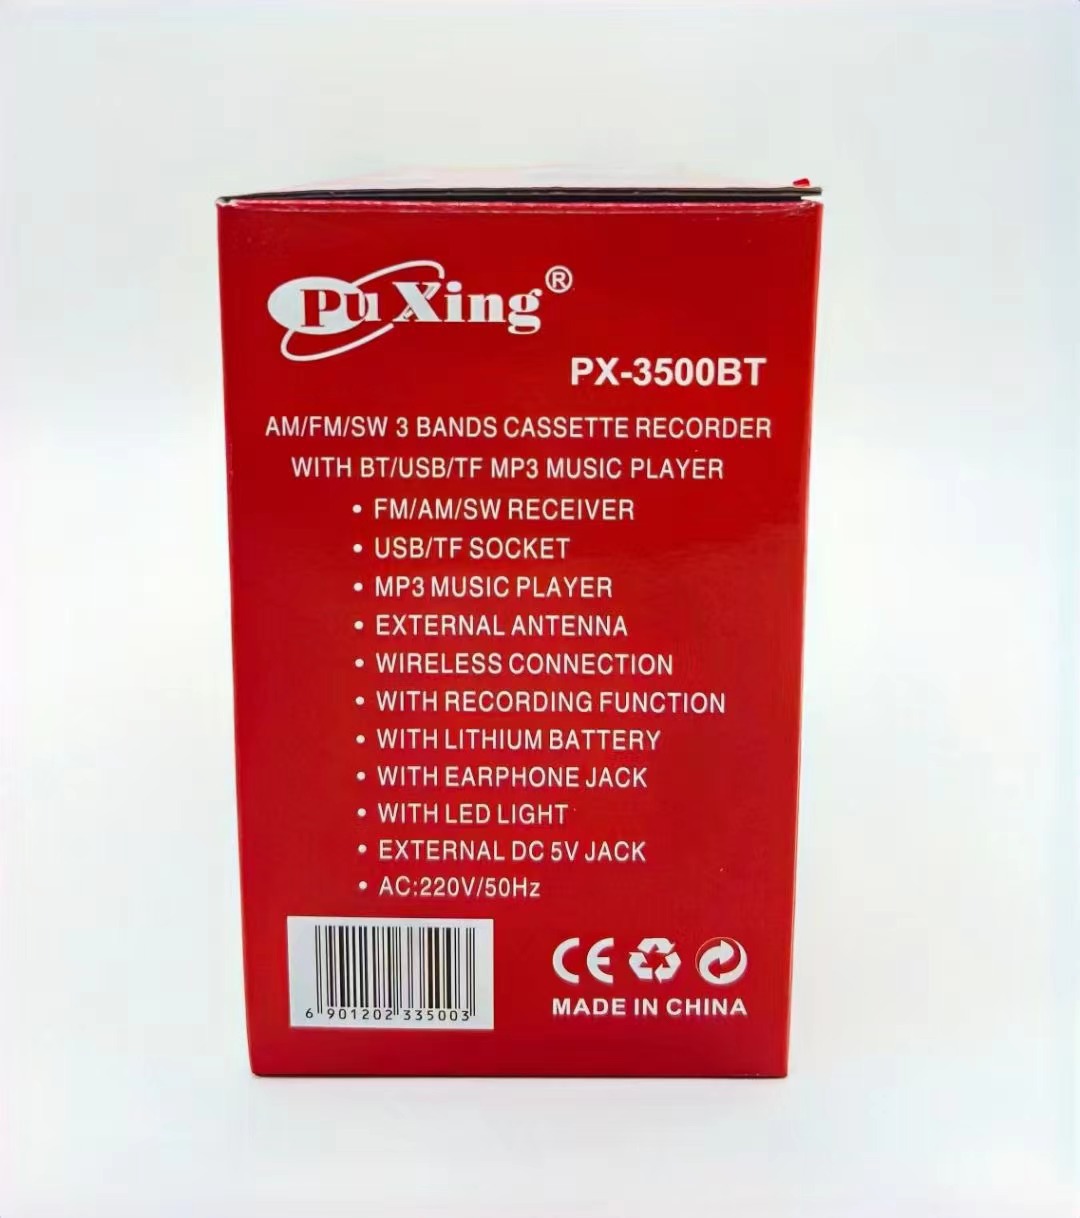 Pu Xing®
PX-3500BT
AM/FM/SW 3 BANDS CASSETTE RECORDER
WITH BT/USB/TF MP3 MUSIC PLAYER
• FM/AM/SW RECEIVER
• USB/TF SOCKET
• MP3 MUSIC PLAYER
• EXTERNAL ANTENNA
• WIRELESS CONNECTION
• WITH RECORDING FUNCTION
• WITH LITHIUM BATTERY
• WITH EARPHONE JACK
• WITH LED LIGHT
• EXTERNAL DC 5V JACK
• AC:220V/50Hz
6 901202 335003
CE
MADE IN CHINA